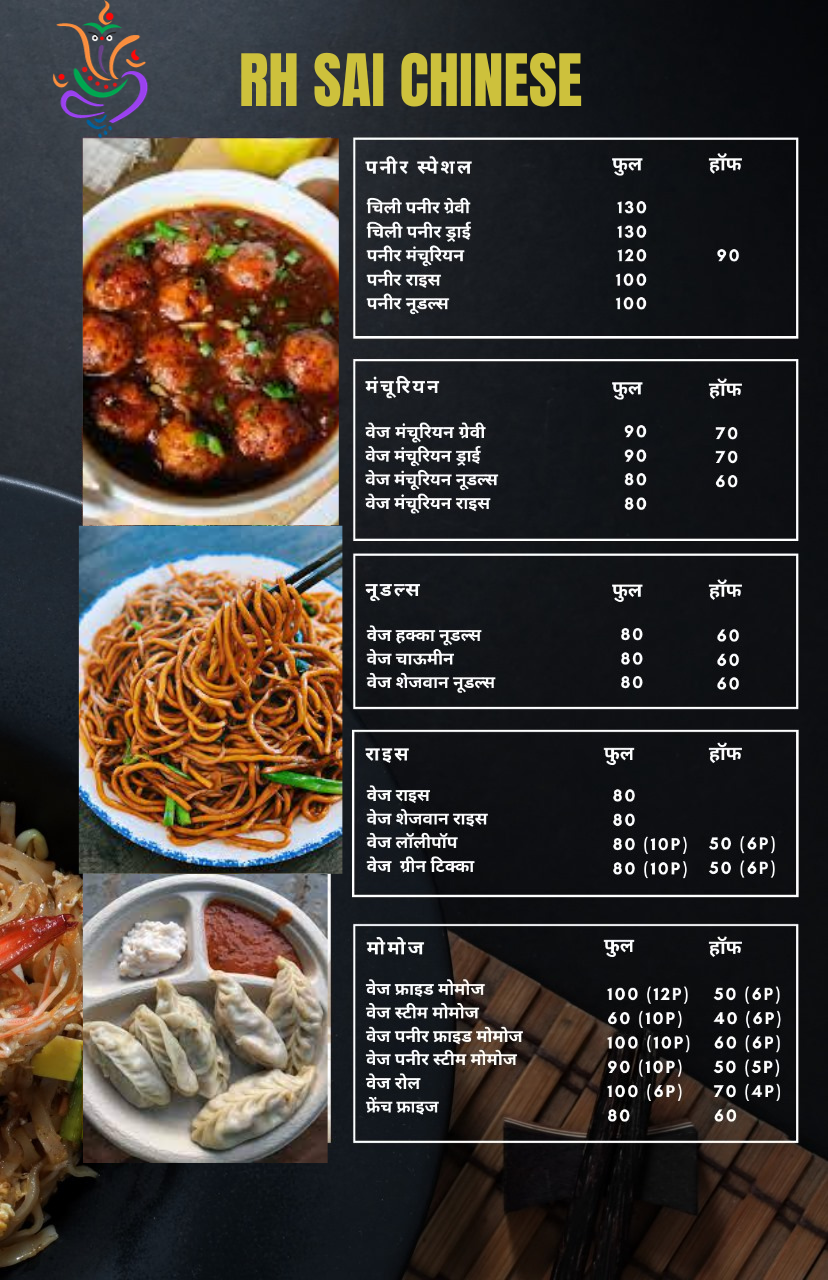 RH SAI CHINESE
पनीर स्पेशल फुल हॉफ
चिली पनीर ग्रेवी 130
चिली पनीर ड्राई 130
पनीर मंचूरियन 120 90
पनीर राइस 100
पनीर नूडल्स 100
मंचूरियन फुल हॉफ
वेज मंचूरियन ग्रेवी 90 70
वेज मंचूरियन ड्राई 90 70
वेज मंचूरियन नूडल्स 80 60
वेज मंचूरियन राइस 80
नूडल्स फुल हॉफ
वेज हक्का नूडल्स 80 60
वेज चाऊमीन 80 60
वेज शेजवान नूडल्स 80 60
राइस फुल हॉफ
वेज राइस 80
वेज शेजवान राइस 80
वेज लॉलीपॉप 80 (10P) 50 (6P)
वेज ग्रीन टिक्का 80 (10P) 50 (6P)
मोमोज फुल हॉफ
वेज फ्राइड मोमोज 100 (12P) 50 (6P)
वेज स्टीम मोमोज 60 (10P) 40 (6P)
वेज पनीर फ्राइड मोमोज 100 (10P) 60 (6P)
वेज पनीर स्टीम मोमोज 90 (10P) 50 (5P)
वेज रोल 100 (6P) 70 (4P)
फ्रेंच फ्राइज 80 60